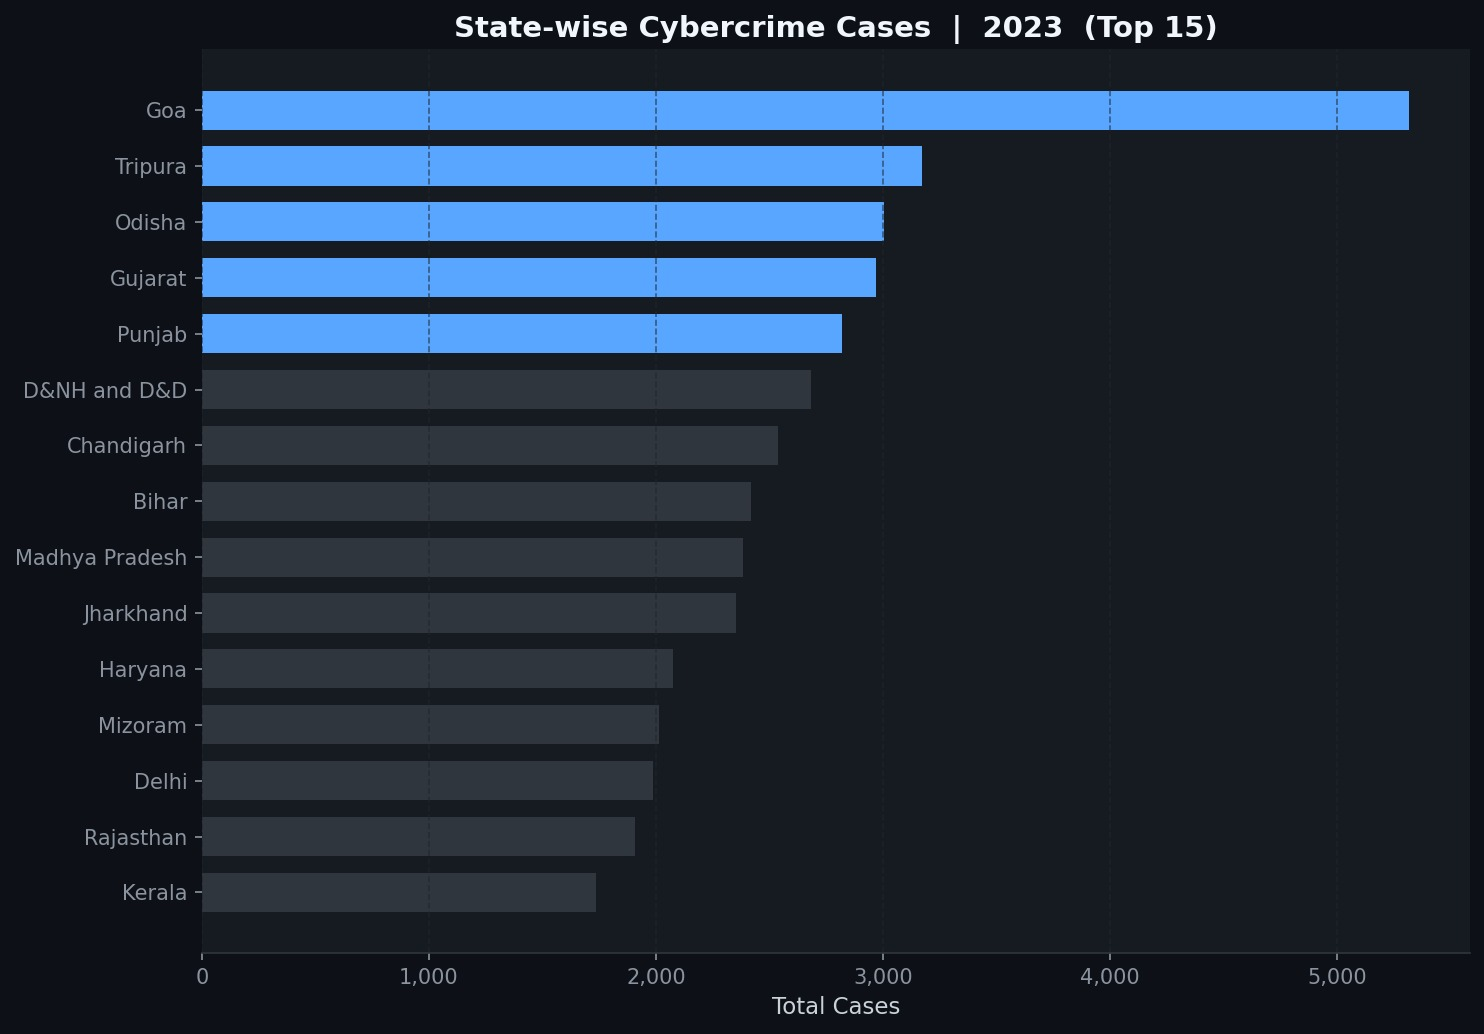 State-wise Cybercrime Cases | 2023 (Top 15)
Goa
Tripura
Odisha
Gujarat
Punjab
D&NH and D&D
Chandigarh
Bihar
Madhya Pradesh
Jharkhand
Haryana
Mizoram
Delhi
Rajasthan
Kerala
0 1,000 2,000 3,000 4,000 5,000
Total Cases